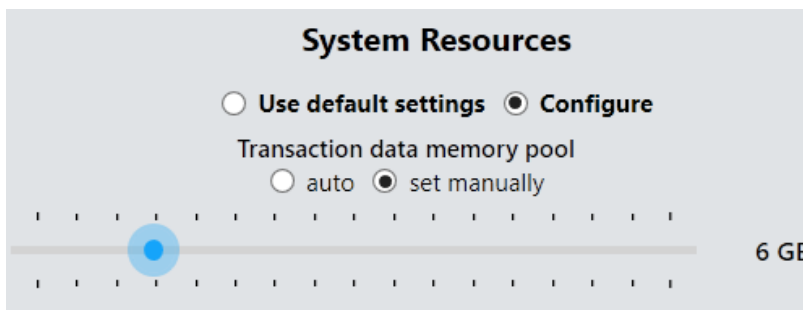 System Resources
Use default settings Configure
Transaction data memory pool
auto set manually
6 GB